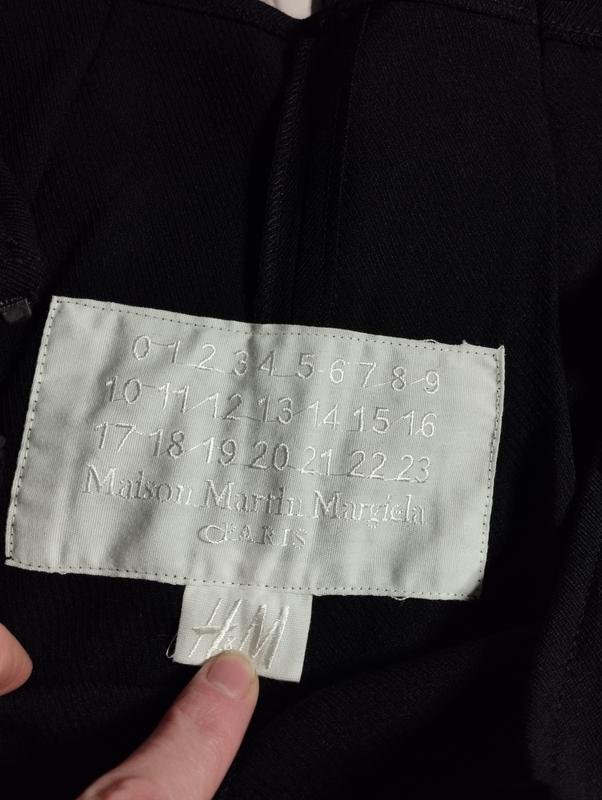 0 1 2 3 4 5 6 7 8 9
10 11 12 13 14 15 16
17 18 19 20 21 22 23
Maison Martin Margiela
PARIS
H&M